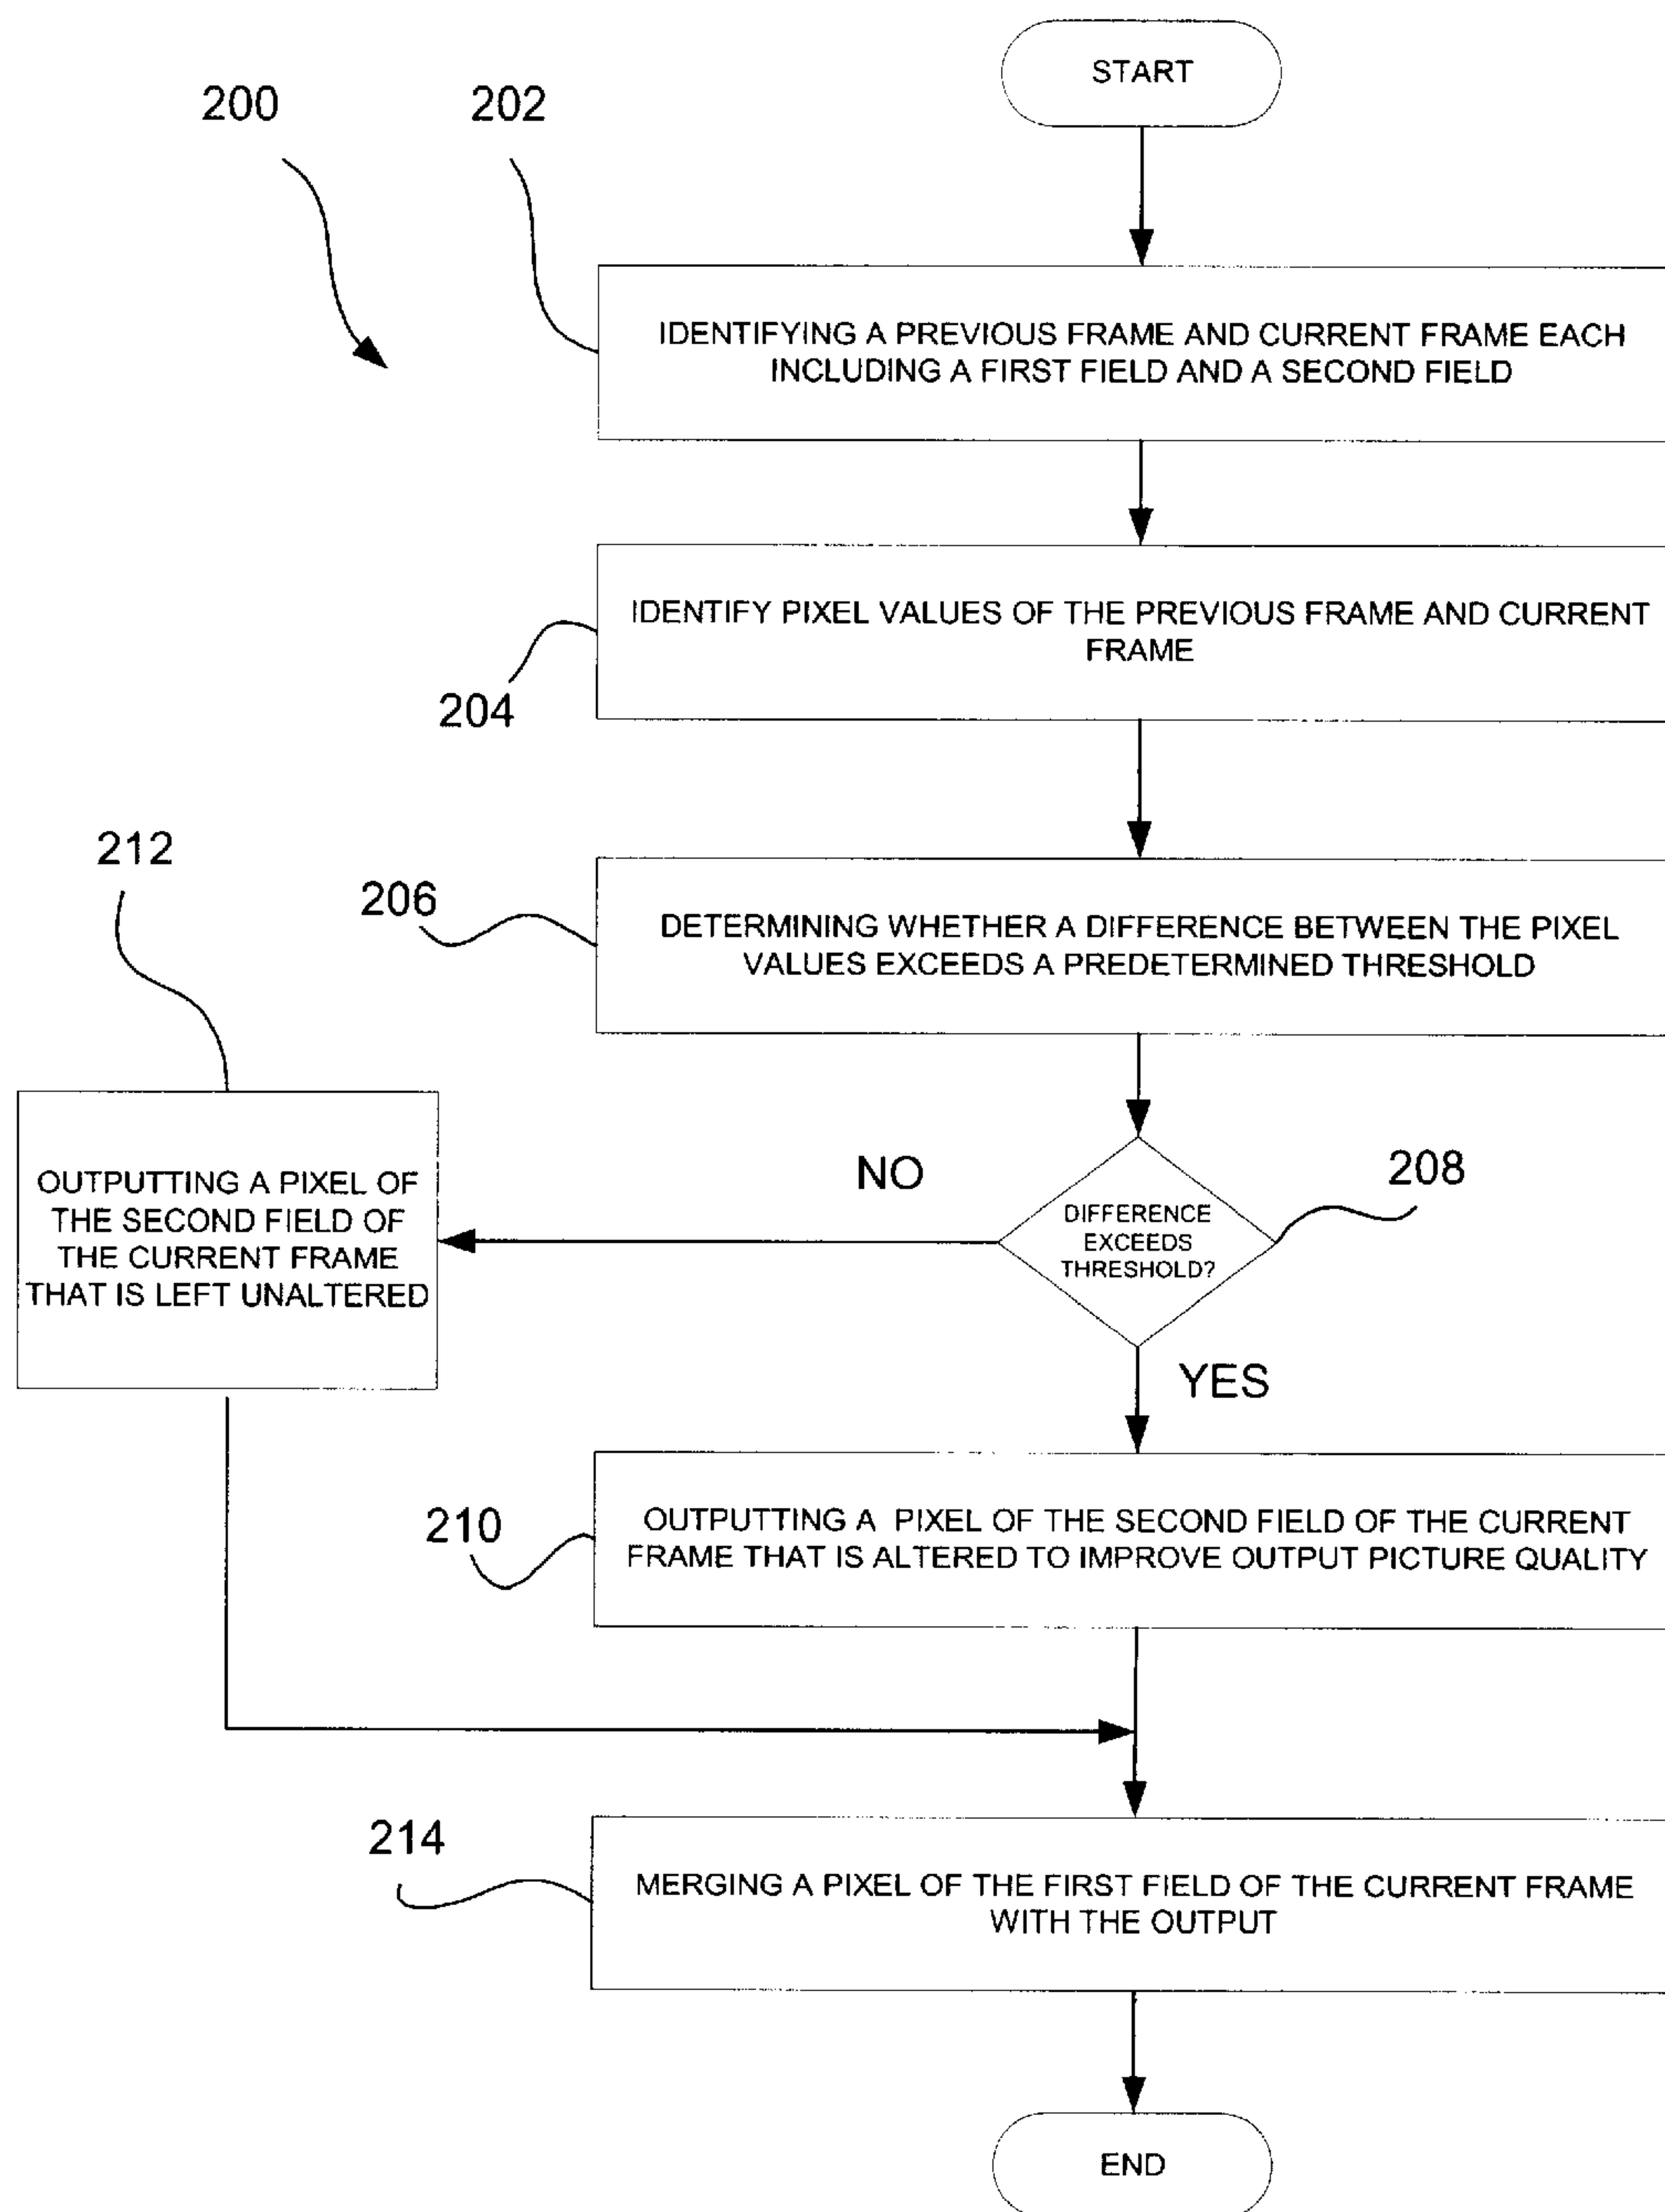 START
200
202
IDENTIFYING A PREVIOUS FRAME AND CURRENT FRAME EACH
INCLUDING A FIRST FIELD AND A SECOND FIELD
IDENTIFY PIXEL VALUES OF THE PREVIOUS FRAME AND CURRENT
FRAME
204
212
206
DETERMINING WHETHER A DIFFERENCE BETWEEN THE PIXEL
VALUES EXCEEDS A PREDETERMINED THRESHOLD
OUTPUTTING A PIXEL OF
THE SECOND FIELD OF
THE CURRENT FRAME
THAT IS LEFT UNALTERED
NO
208
DIFFERENCE
EXCEEDS
THRESHOLD?
YES
210
OUTPUTTING A PIXEL OF THE SECOND FIELD OF THE CURRENT
FRAME THAT IS ALTERED TO IMPROVE OUTPUT PICTURE QUALITY
214
MERGING A PIXEL OF THE FIRST FIELD OF THE CURRENT FRAME
WITH THE OUTPUT
END